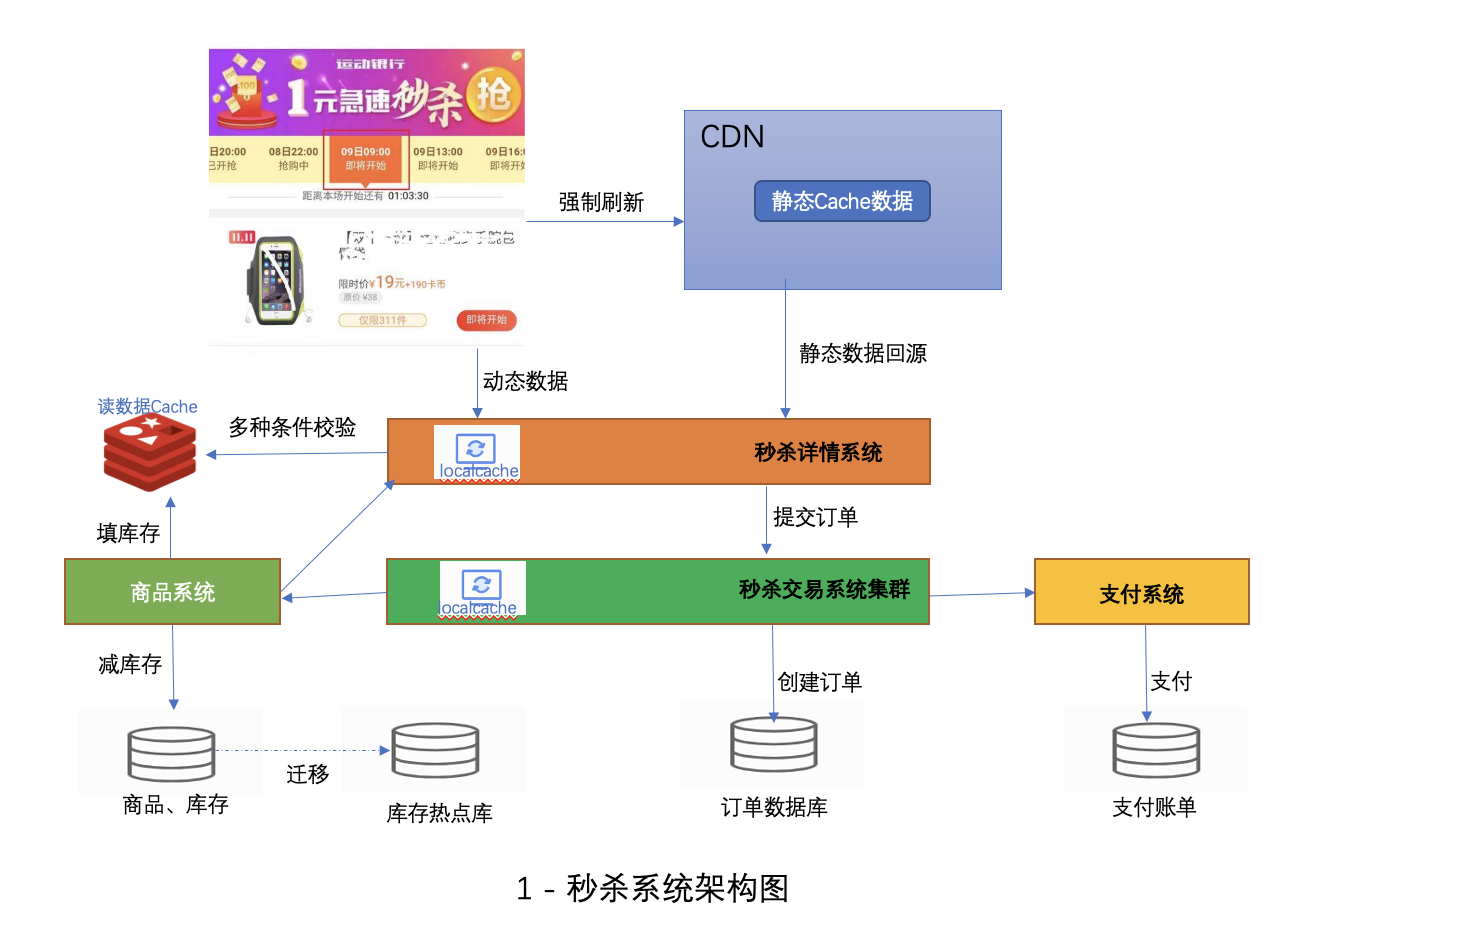 运动银行
1元急速秒杀
抢
日20:00
已开抢
08日22:00
抢购中
09日09:00
即将开始
09日13:00
即将开始
09日16:
即将开
距离本场开始还有 01:03:30
11.11
限时价¥19元+190卡币
原价 ¥38
仅限311件
即将开始
强制刷新
CDN
静态Cache数据
动态数据
静态数据回源
读数据Cache
多种条件校验
localcache
秒杀详情系统
填库存
提交订单
商品系统
localcache
秒杀交易系统集群
支付系统
减库存
创建订单
支付
迁移
商品、库存
库存热点库
订单数据库
支付账单
1 - 秒杀系统架构图